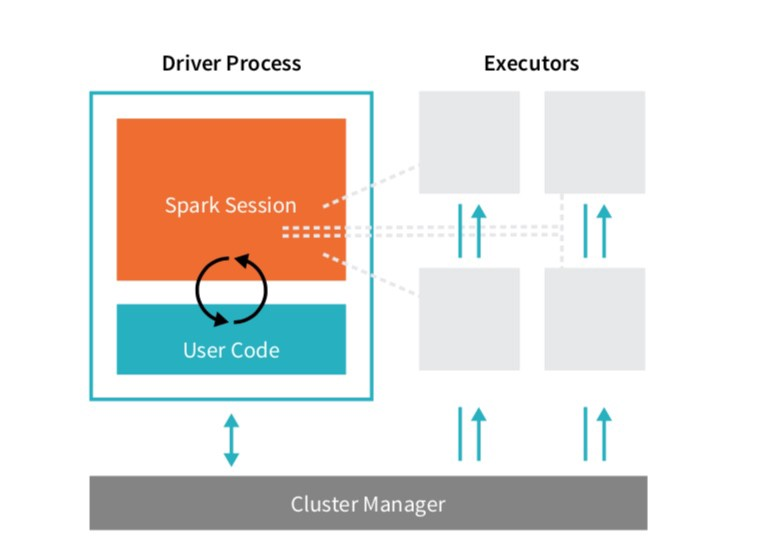 Driver Process
Executors
Spark Session
User Code
Cluster Manager